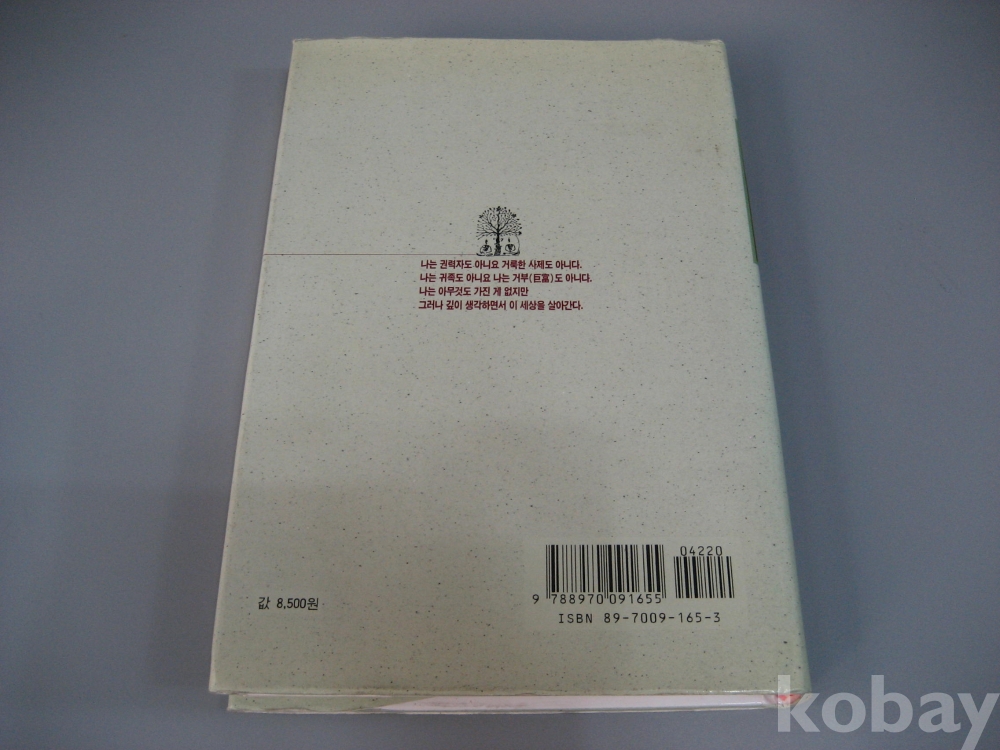 나는 권력자도 아니요 거룩한 사제도 아니다.
나는 귀족도 아니요 나는 거부(巨富)도 아니다.
나는 아무것도 가진 게 없지만
그러나 깊이 생각하면서 이 세상을 살아간다.
04220
9 788970 091655
ISBN 89-7009-165-3
값 8,500원
kobay